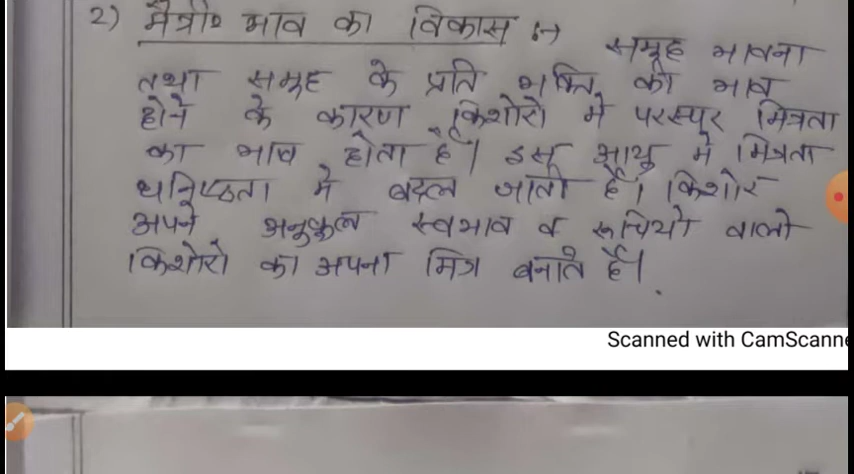 2) मैत्री भाव का विकास :→
समूह भावना
तथा समूह के प्रति भक्ति का भाव
होने के कारण किशोरो मे परस्पर मित्रता
का भाव होता है। इस आयु में मित्रता
घनिष्ठता में बदल जाती है। किशोर
अपने अनुकूल स्वभाव व रूचियो वालो
किशोरो का अपना मित्र बनाते है।
Scanned with CamScanne